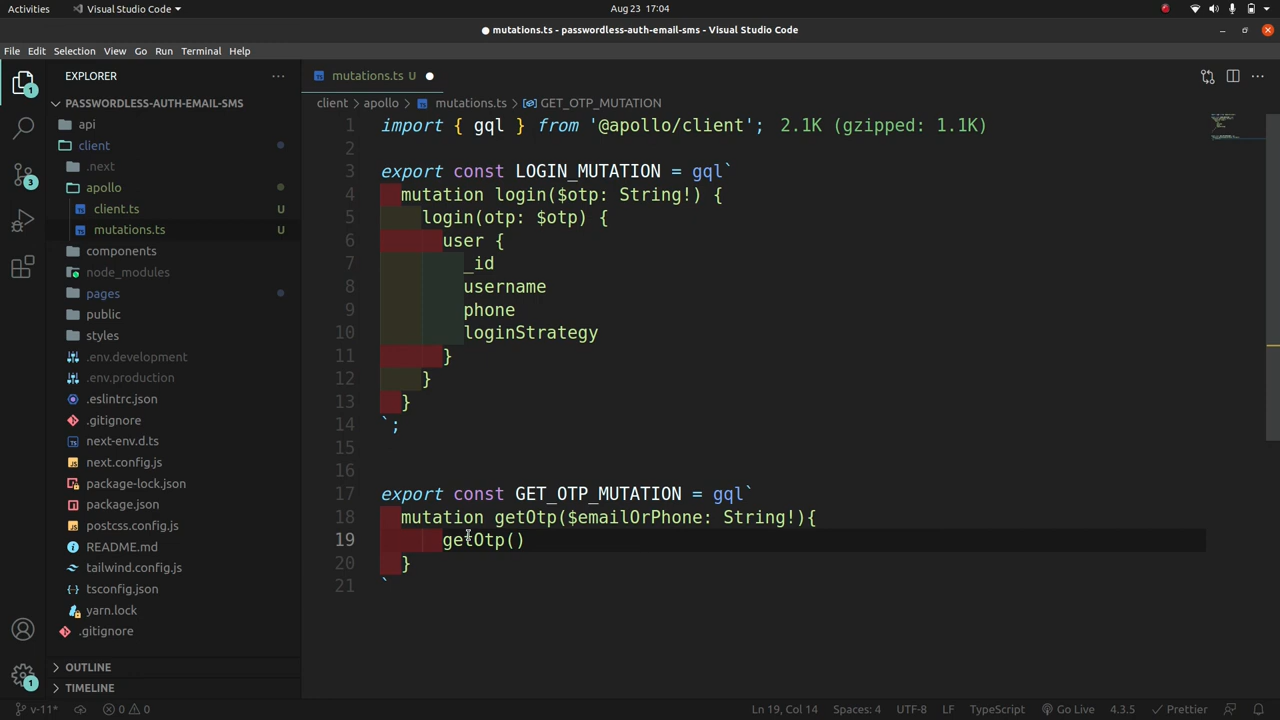 Activities
Visual Studio Code
Aug 23 17:04
mutations.ts - passwordless-auth-email-sms - Visual Studio Code
File Edit Selection View Go Run Terminal Help
EXPLORER
mutations.ts U
PASSWORDLESS-AUTH-EMAIL-SMS
client
apollo
mutations.ts
GET_OTP_MUTATION
api
client
.next
apollo
client.ts U
mutations.ts U
components
node_modules
pages
public
styles
.env.development
.env.production
.eslintrc.json
.gitignore
next-env.d.ts
next.config.js
package-lock.json
package.json
postcss.config.js
README.md
tailwind.config.js
tsconfig.json
yarn.lock
.gitignore
OUTLINE
TIMELINE
1
3
1
1 import { gql } from '@apollo/client'; 2.1K (gzipped: 1.1K)
2
3 export const LOGIN_MUTATION = gql`
4 mutation login($otp: String!) {
5 login(otp: $otp) {
6 user {
7 _id
8 username
9 phone
10 loginStrategy
11 }
12 }
13 }
14 `;
15
16
17 export const GET_OTP_MUTATION = gql`
18 mutation getOtp($emailOrPhone: String!){
19 getOtp()
20 }
21 `
v-11*
0 0
Ln 19, Col 14
Spaces: 4
UTF-8
LF
TypeScript
Go Live
4.3.5
Prettier